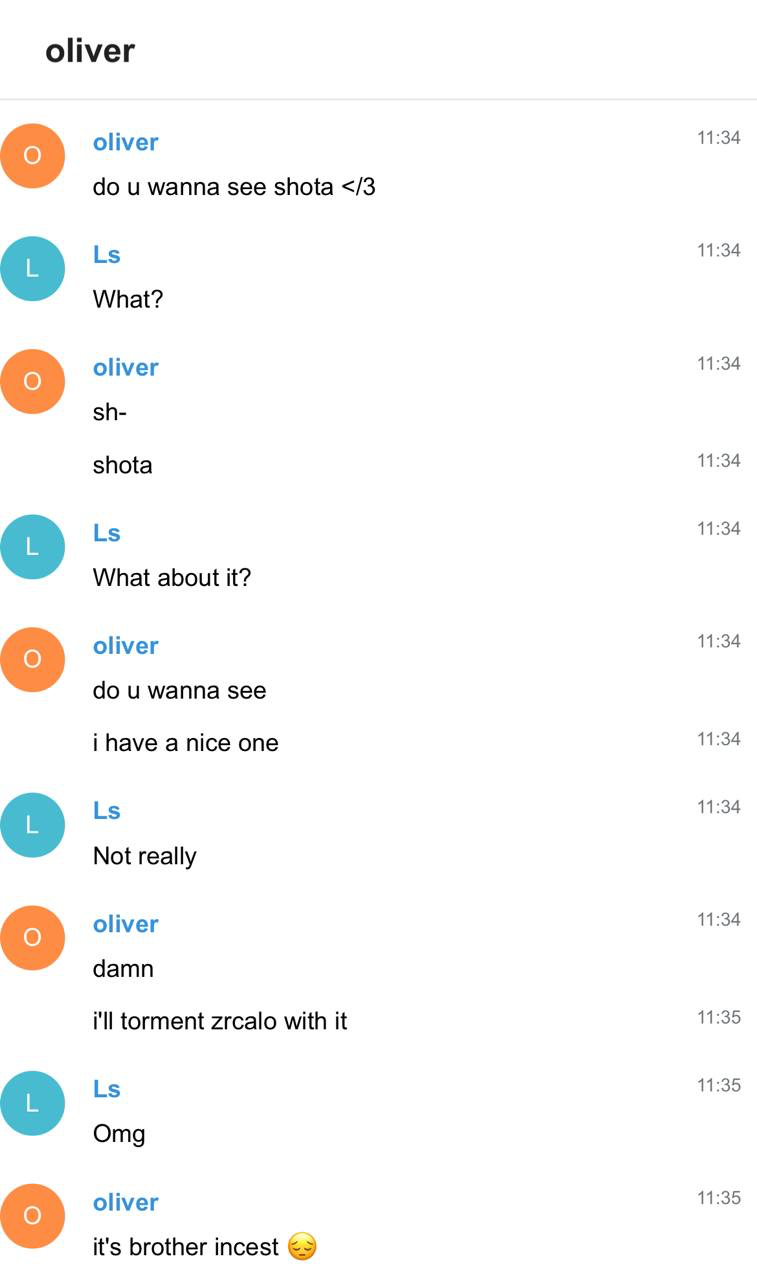 oliver
oliver 11:34
do u wanna see shota </3
Ls 11:34
What?
oliver 11:34
sh-
shota 11:34
Ls 11:34
What about it?
oliver 11:34
do u wanna see
i have a nice one 11:34
Ls 11:34
Not really
oliver 11:34
damn
i'll torment zrcalo with it 11:35
Ls 11:35
Omg
oliver 11:35
it's brother incest 😔
O
L
O
L
O
L
O
L
O